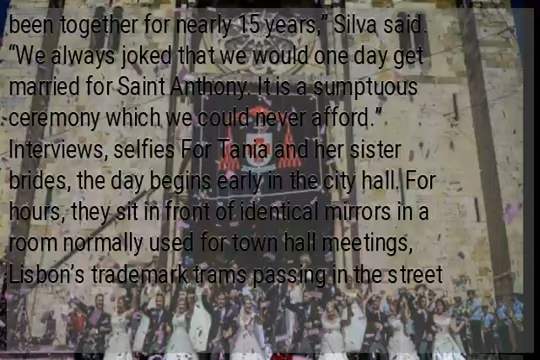 been together for nearly 15 years,” Silva said.
“We always joked that we would one day get
married for Saint Anthony. It is a sumptuous
ceremony which we could never afford.”
Interviews, selfies For Tania and her sister
brides, the day begins early in the city hall. For
hours, they sit in front of identical mirrors in a
room normally used for town hall meetings,
Lisbon’s trademark trams passing in the street